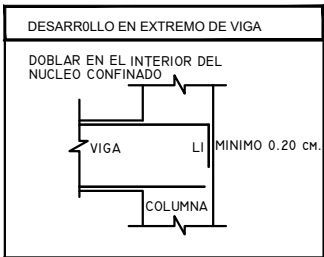 DESARR0LLO EN EXTREMO DE VIGA
DOBLAR EN EL INTERIOR DEL
NUCLEO CONFINADO
VIGA
LI
MINIMO 0.20 CM.
COLUMNA